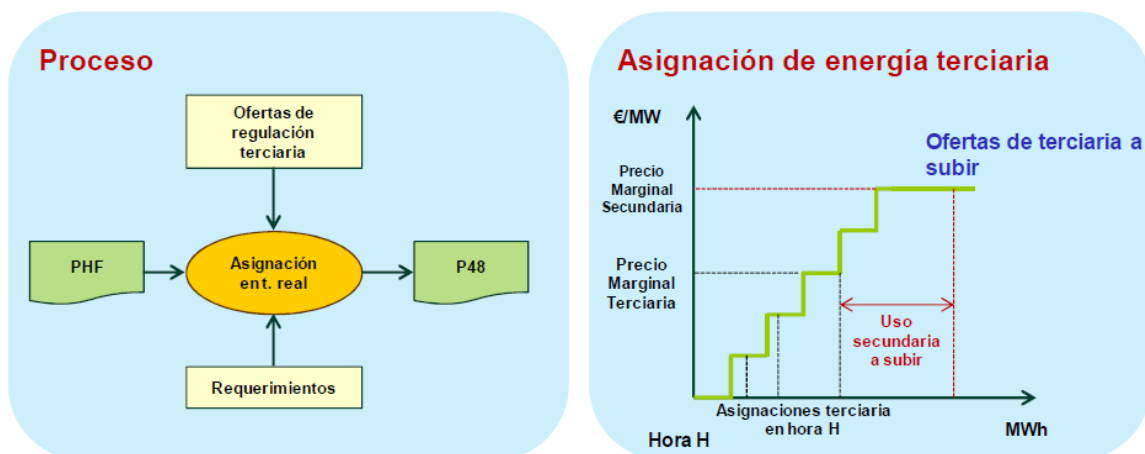 Proceso
Ofertas de
regulación
terciaria
PHF
Asignación
en t. real
P48
Requerimientos
Asignación de energía terciaria
€/MW
Ofertas de terciaria a
subir
Precio
Marginal
Secundaria
Precio
Marginal
Terciaria
Uso
secundaria
a subir
Asignaciones terciaria
en hora H
Hora H
MWh